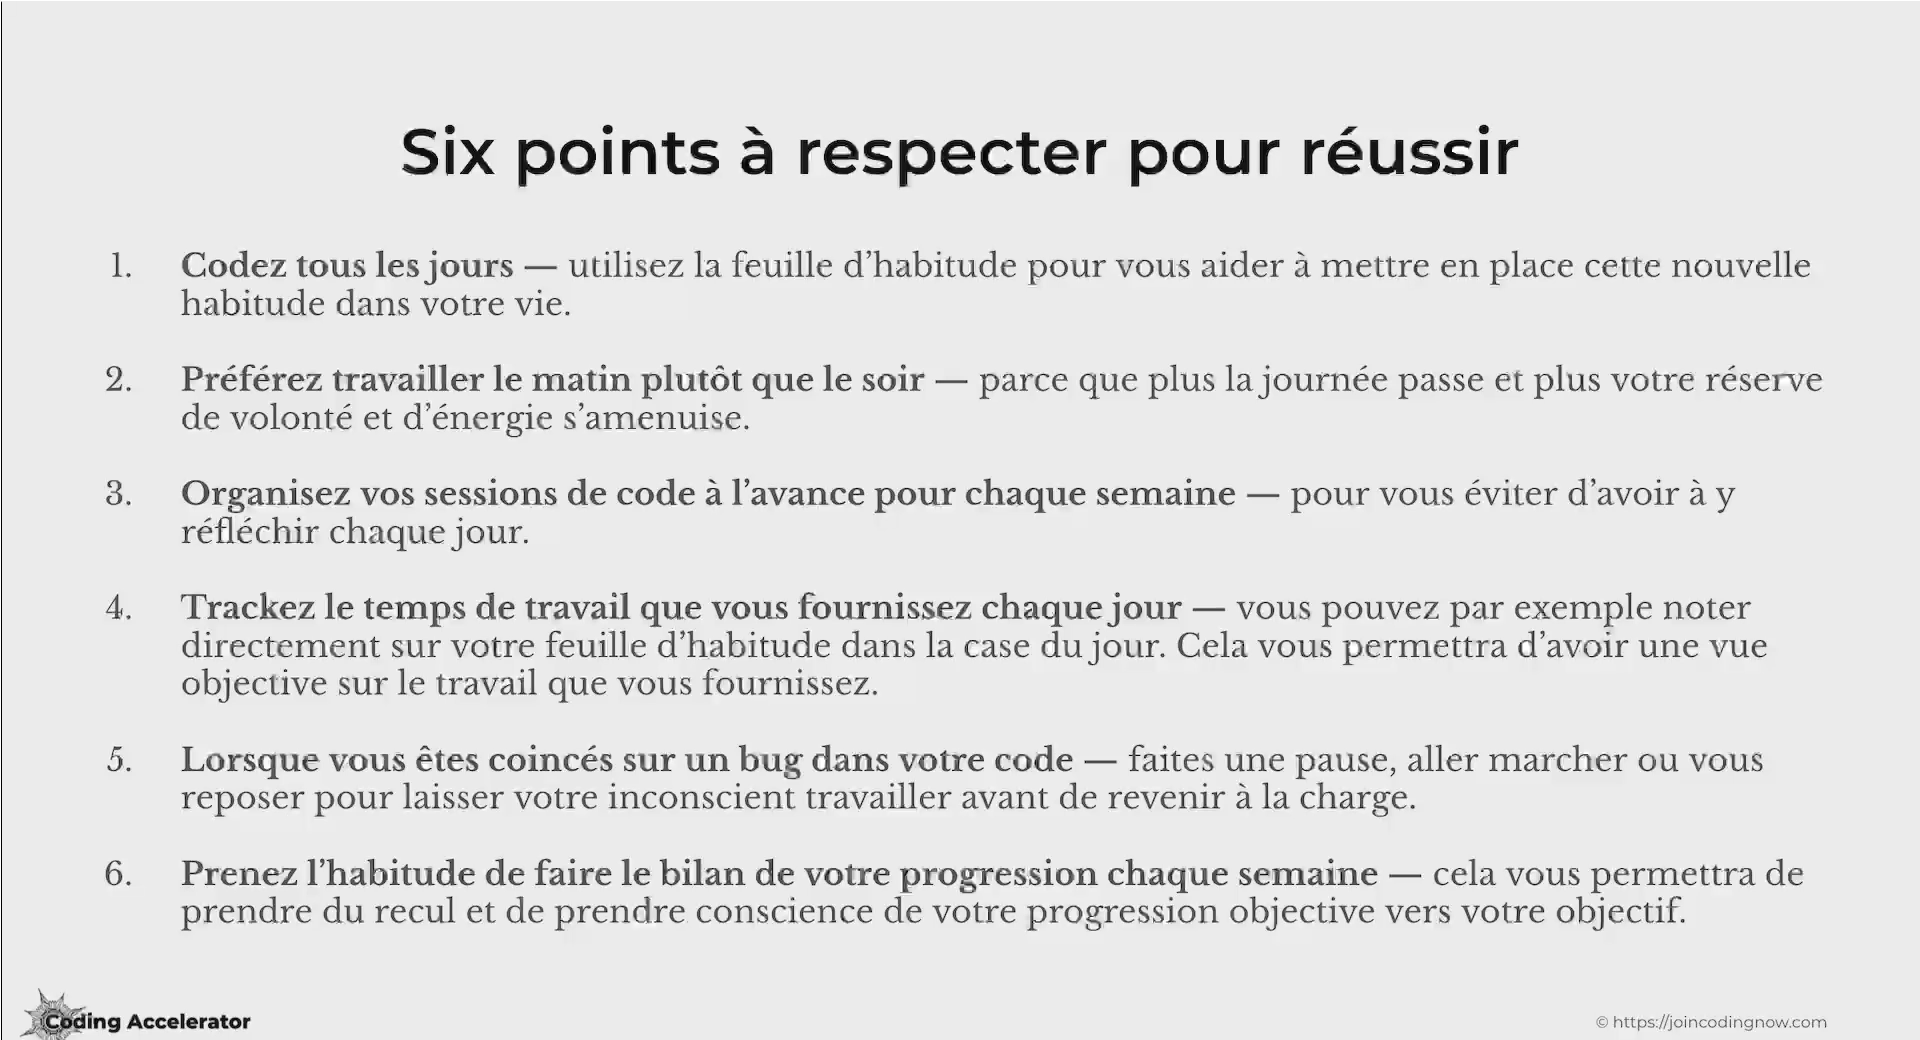 Six points à respecter pour réussir
1. Codez tous les jours — utilisez la feuille d’habitude pour vous aider à mettre en place cette nouvelle
habitude dans votre vie.
2. Préférez travailler le matin plutôt que le soir — parce que plus la journée passe et plus votre réserve
de volonté et d’énergie s’amenuise.
3. Organisez vos sessions de code à l’avance pour chaque semaine — pour vous éviter d’avoir à y
réfléchir chaque jour.
4. Trackez le temps de travail que vous fournissez chaque jour — vous pouvez par exemple noter
directement sur votre feuille d’habitude dans la case du jour. Cela vous permettra d’avoir une vue
objective sur le travail que vous fournissez.
5. Lorsque vous êtes coincés sur un bug dans votre code — faites une pause, aller marcher ou vous
reposer pour laisser votre inconscient travailler avant de revenir à la charge.
6. Prenez l’habitude de faire le bilan de votre progression chaque semaine — cela vous permettra de
prendre du recul et de prendre conscience de votre progression objective vers votre objectif.
Coding Accelerator
© https://joincodingnow.com